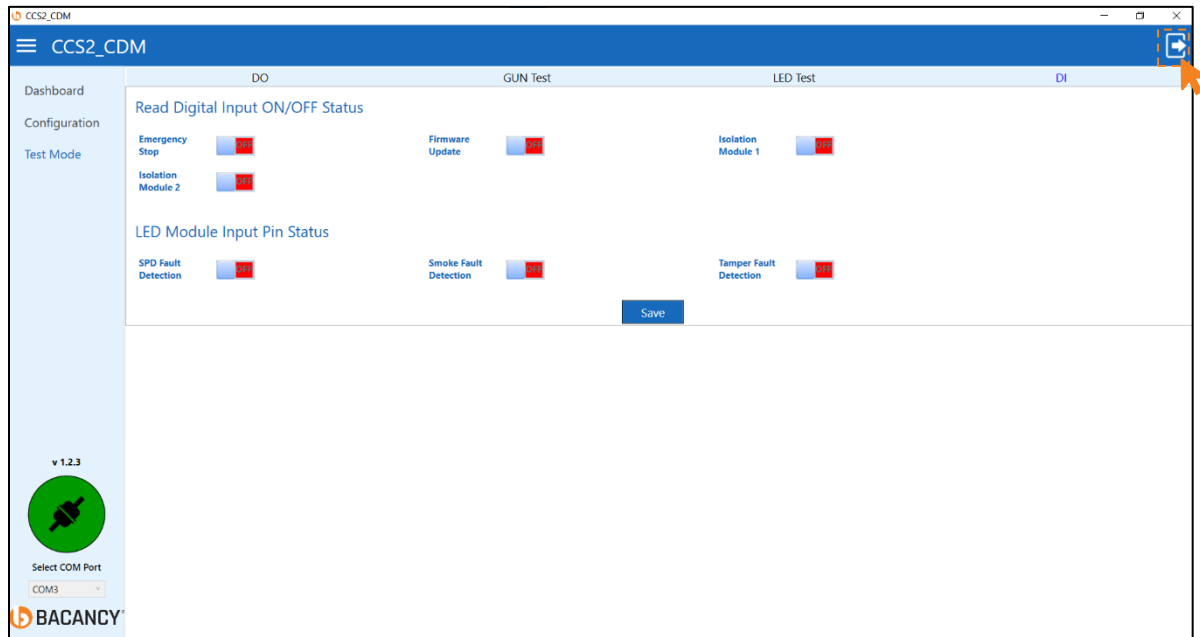 CCS2_CDM
CCS2_CDM
Dashboard
Configuration
Test Mode
DO GUN Test LED Test DI
Read Digital Input ON/OFF Status
Emergency
Stop
OFF
Firmware
Update
OFF
Isolation
Module 1
OFF
Isolation
Module 2
OFF
LED Module Input Pin Status
SPD Fault
Detection
OFF
Smoke Fault
Detection
OFF
Tamper Fault
Detection
OFF
Save
v 1.2.3
Select COM Port
COM3
BACANCY